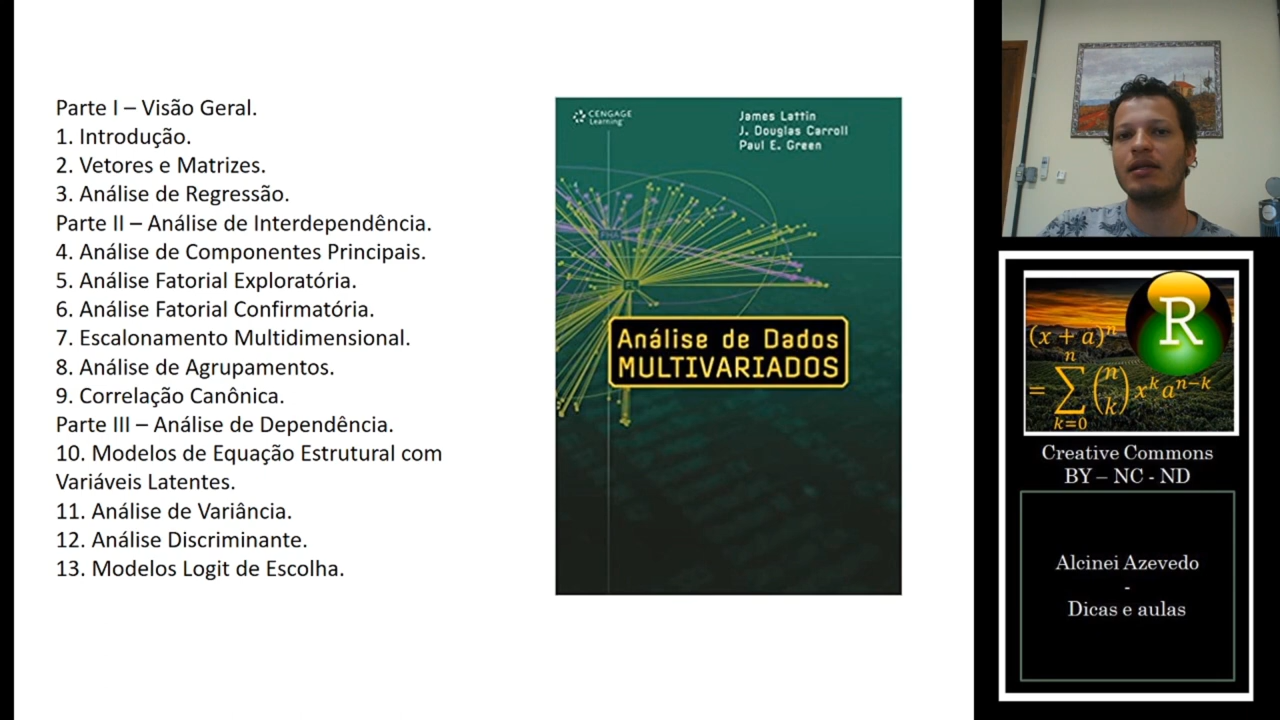 Parte I – Visão Geral.
1. Introdução.
2. Vetores e Matrizes.
3. Análise de Regressão.
Parte II – Análise de Interdependência.
4. Análise de Componentes Principais.
5. Análise Fatorial Exploratória.
6. Análise Fatorial Confirmatória.
7. Escalonamento Multidimensional.
8. Análise de Agrupamentos.
9. Correlação Canônica.
Parte III – Análise de Dependência.
10. Modelos de Equação Estrutural com
Variáveis Latentes.
11. Análise de Variância.
12. Análise Discriminante.
13. Modelos Logit de Escolha.
CENGAGE
Learning™
James Lattin
J. Douglas Carroll
Paul E. Green
Análise de Dados
MULTIVARIADOS
R
(x + a)^n
= ∑_{k=0}^{n} (n k) x^k a^{n−k}
Creative Commons
BY – NC - ND
Alcinei Azevedo
-
Dicas e aulas